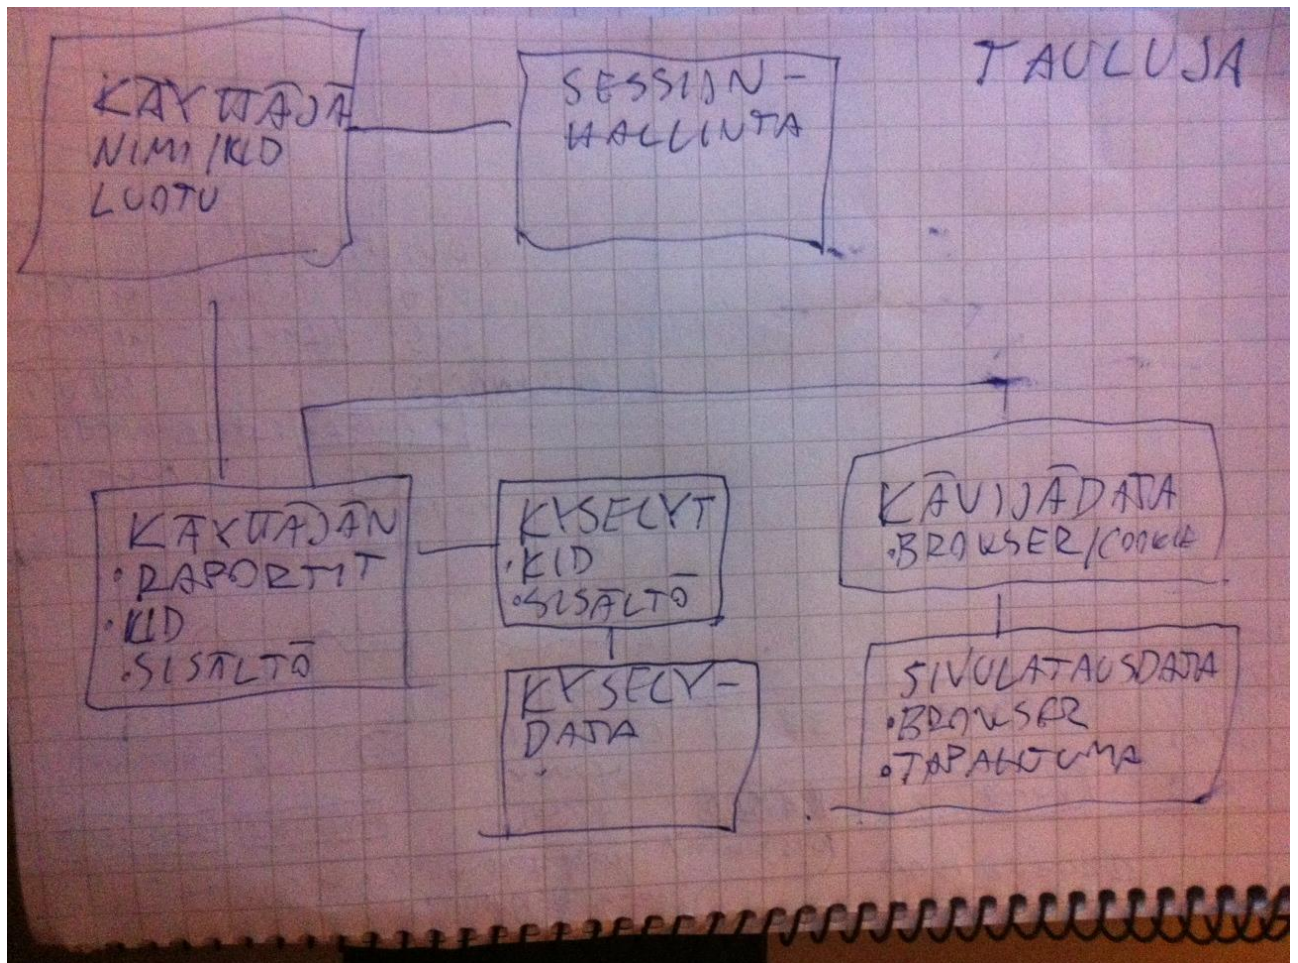 TAULUJA
KÄYTTÄJÄ
NIMI/KID
LUOTU
SESSION-
HALLINTA
KÄYTTÄJÄN
• RAPORTIT
• KID
• SISÄLTÖ
KYSELYT
• KID
• SISÄLTÖ
KYSELY-
DATA
KÄVIJÄDATA
• BROWSER/COOKIE
SIVULATAUSDATA
• BROWSER
• TAPAHTUMA